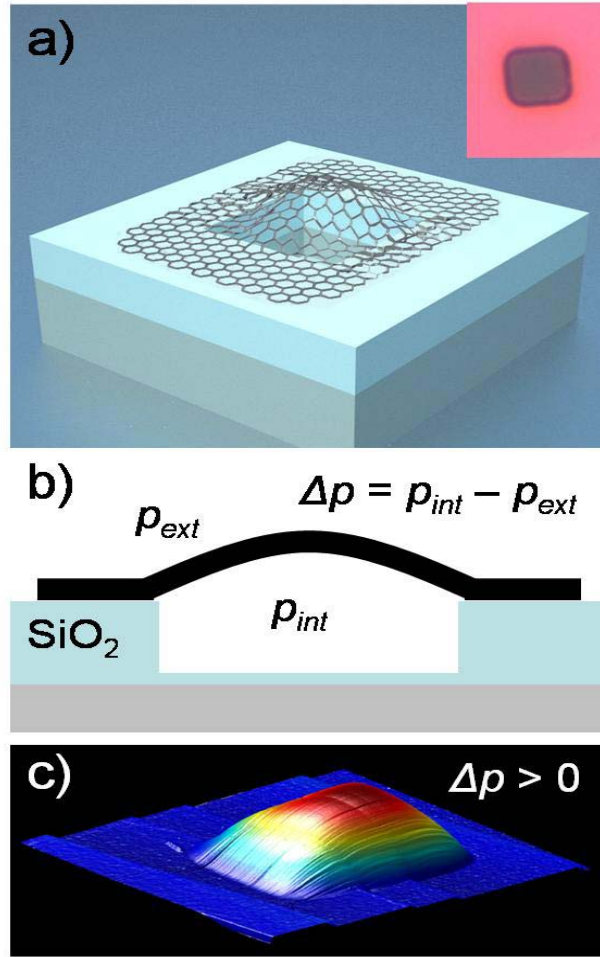 a)
b)
Δp = p_int – p_ext
p_ext
p_int
SiO₂
c)
Δp > 0